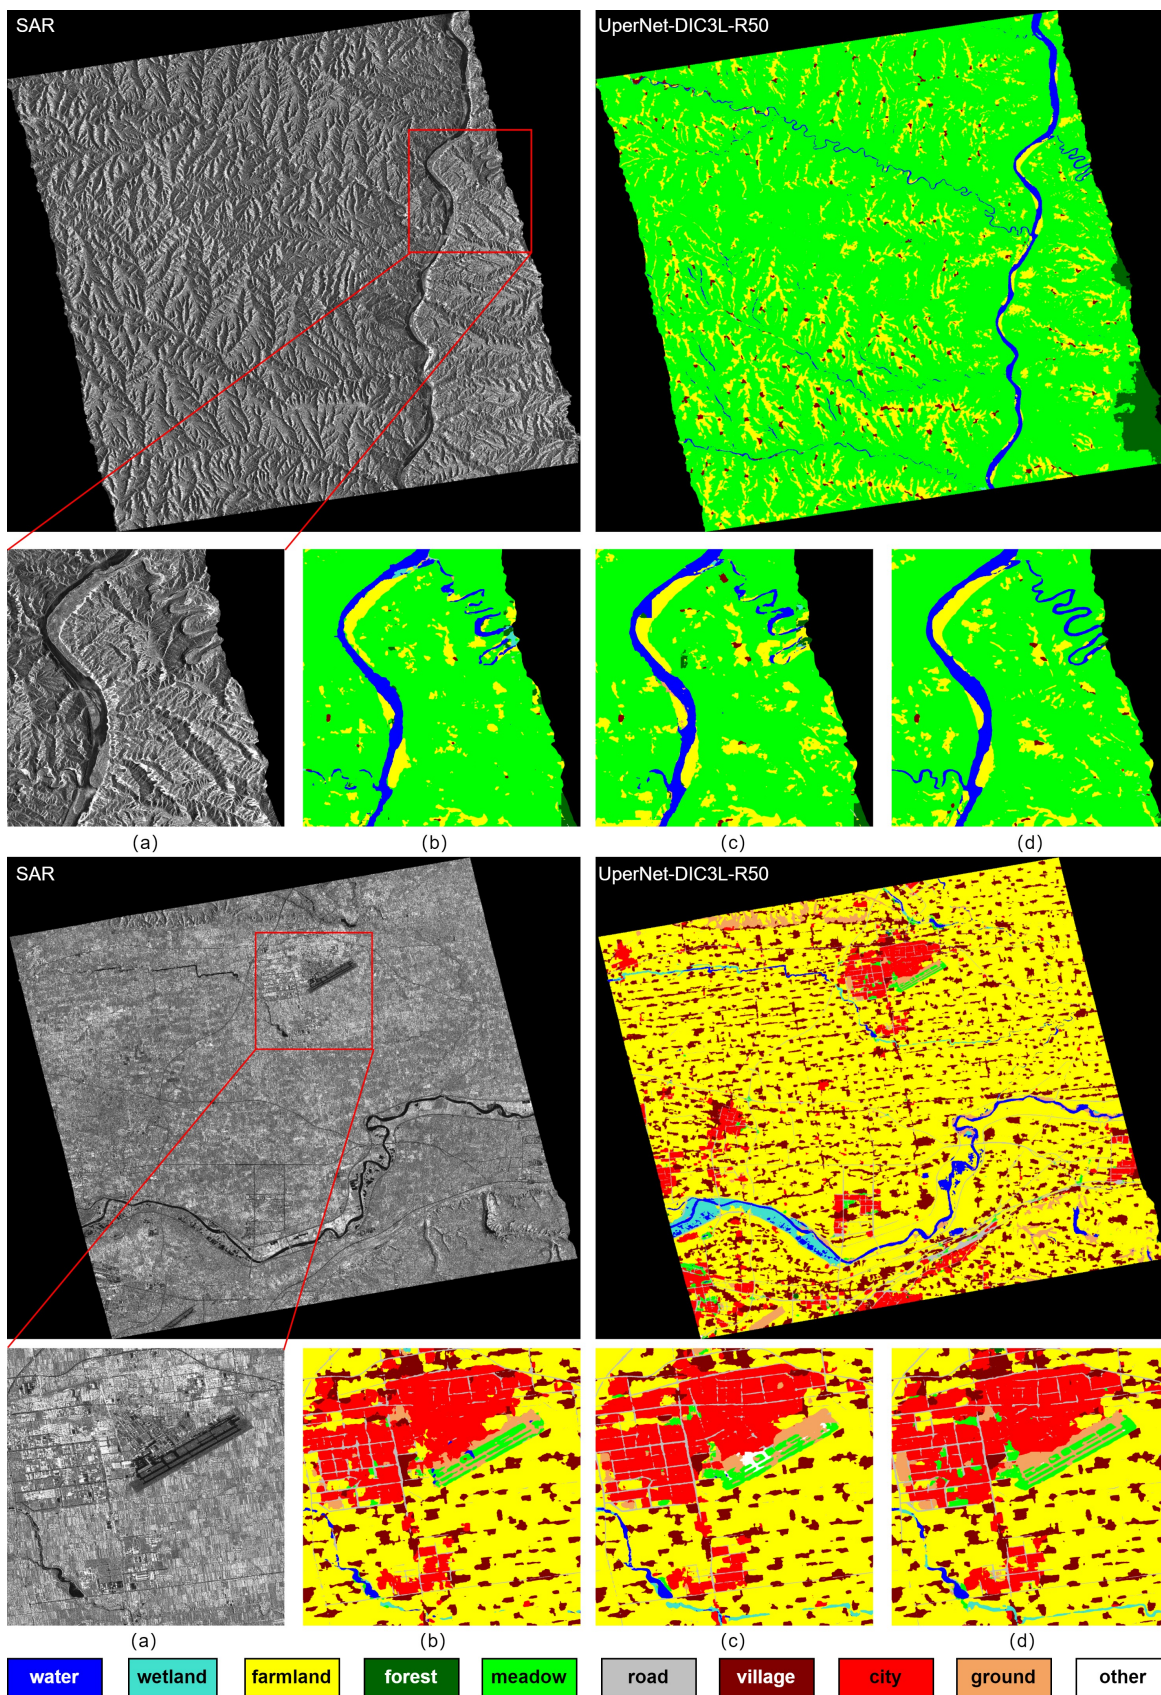 SAR
UperNet-DIC3L-R50
(a)
(b)
(c)
(d)
SAR
UperNet-DIC3L-R50
(a)
(b)
(c)
(d)
water
wetland
farmland
forest
meadow
road
village
city
ground
other